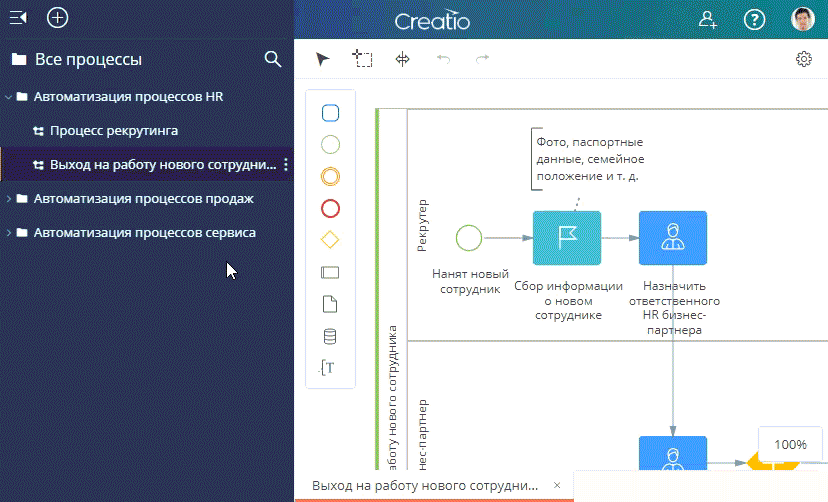 Creatio
Все процессы
Автоматизация процессов HR
Процесс рекрутинга
Выход на работу нового сотрудни...
Автоматизация процессов продаж
Автоматизация процессов сервиса
Фото, паспортные
данные, семейное
положение и т. д.
Рекрутер
Нанят новый
сотрудник
Сбор информации
о новом
сотруднике
Назначить
ответственного
HR бизнес-
партнера
нового сотрудника
партнер
100%
Выход на работу нового сотрудни...